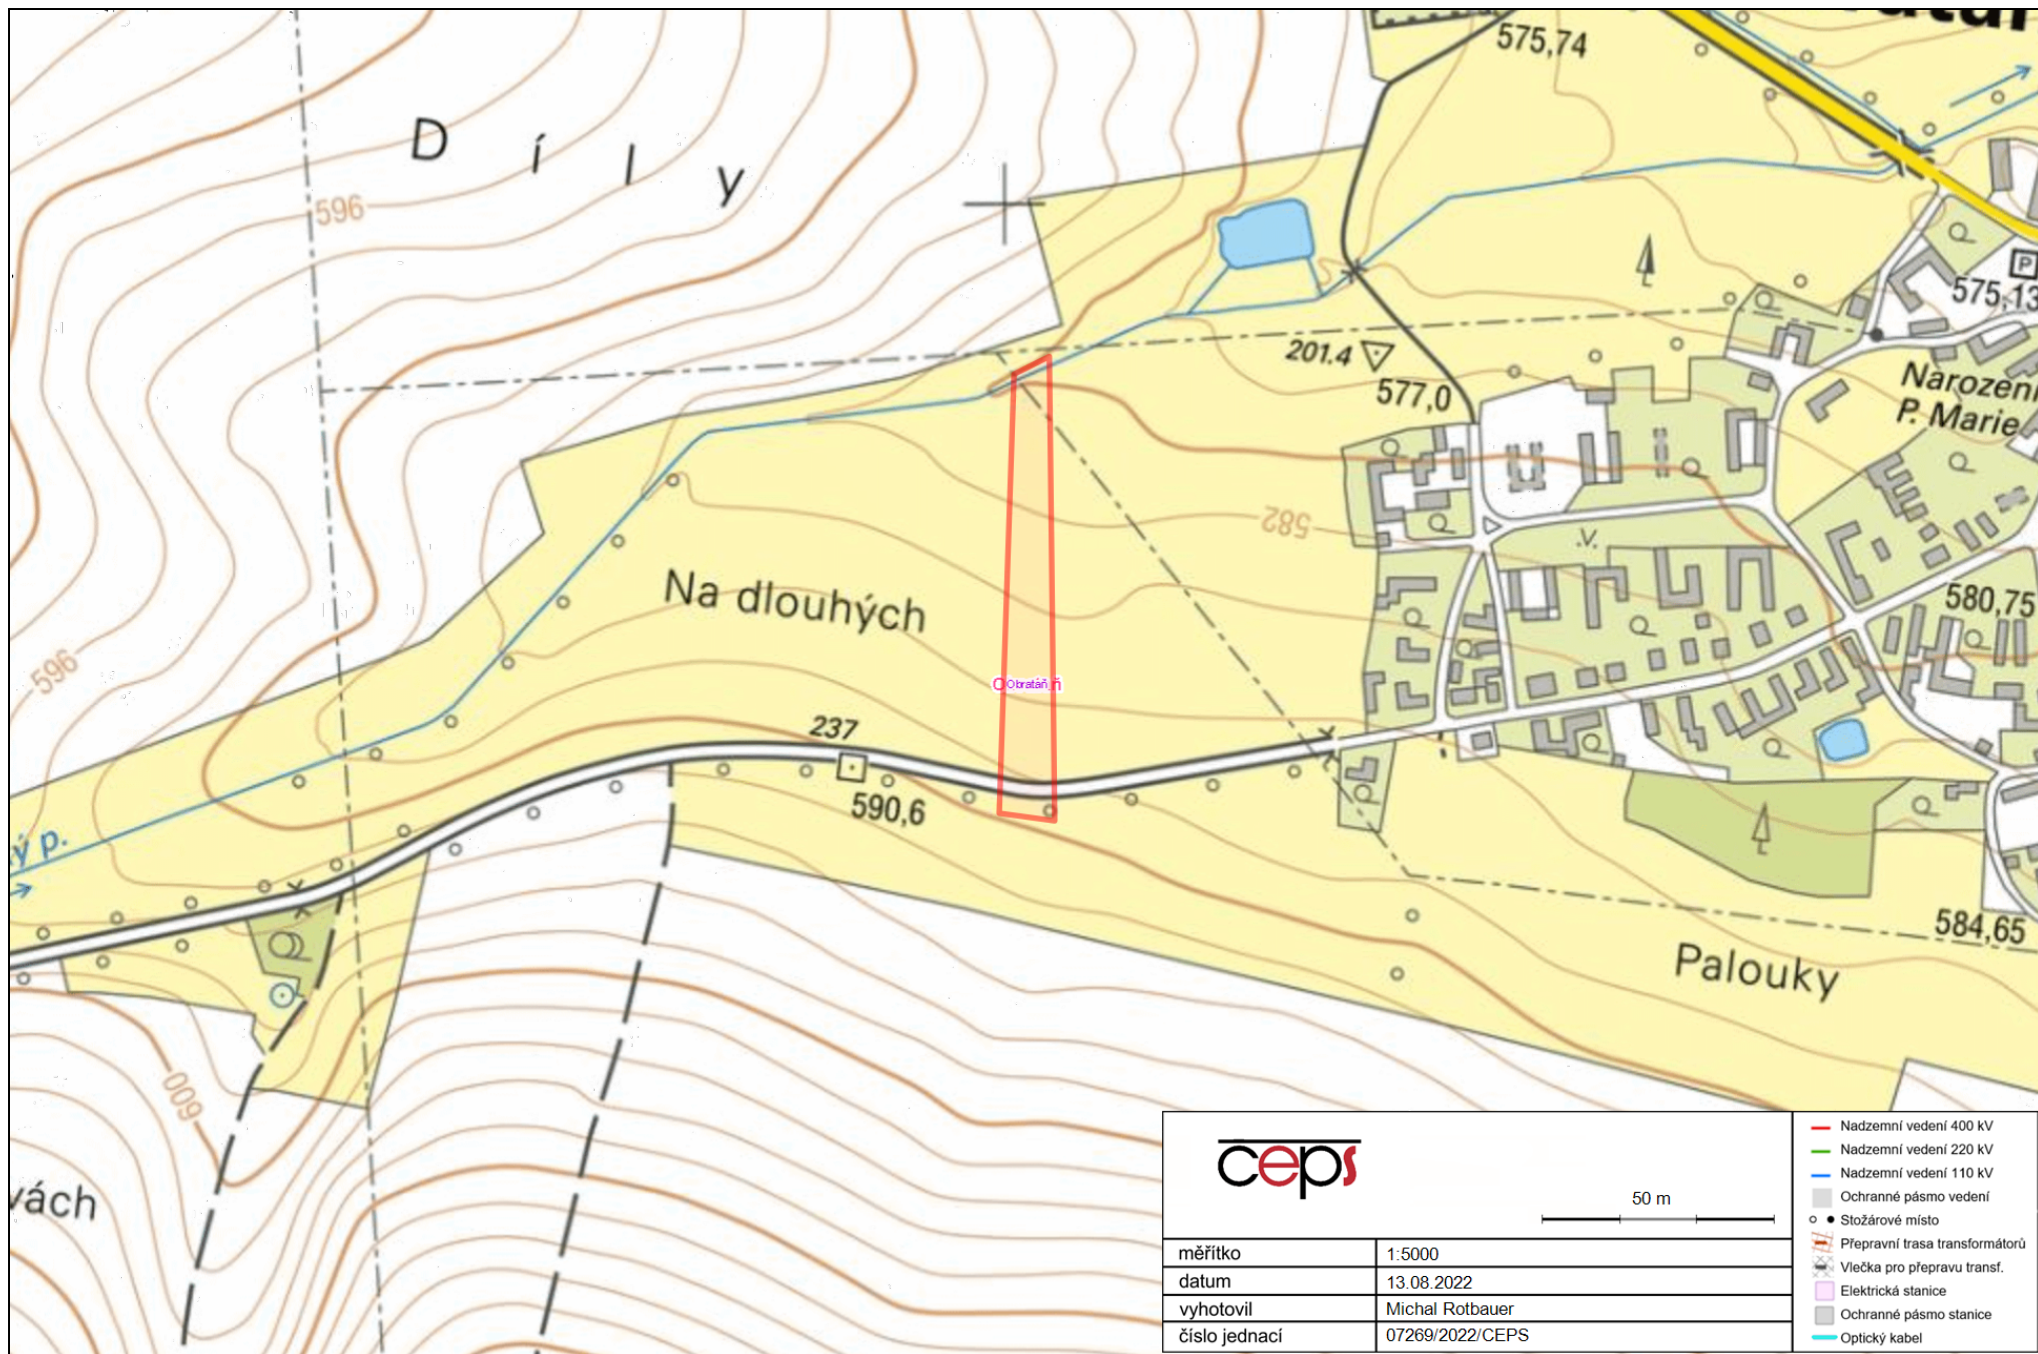 575,74
D í l y
596
P
575,13
201.4
577,0
Narození
P. Marie
582
.V.
Na dlouhých
580,75
596
Obratáň
237
590,6
ý p.
584,65
Palouky
600
vách
ceps
50 m
měřítko 1:5000
datum 13.08.2022
vyhotovil Michal Rotbauer
číslo jednací 07269/2022/CEPS
Nadzemní vedení 400 kV
Nadzemní vedení 220 kV
Nadzemní vedení 110 kV
Ochranné pásmo vedení
Stožárové místo
Přepravní trasa transformátorů
Vlečka pro přepravu transf.
Elektrická stanice
Ochranné pásmo stanice
Optický kabel